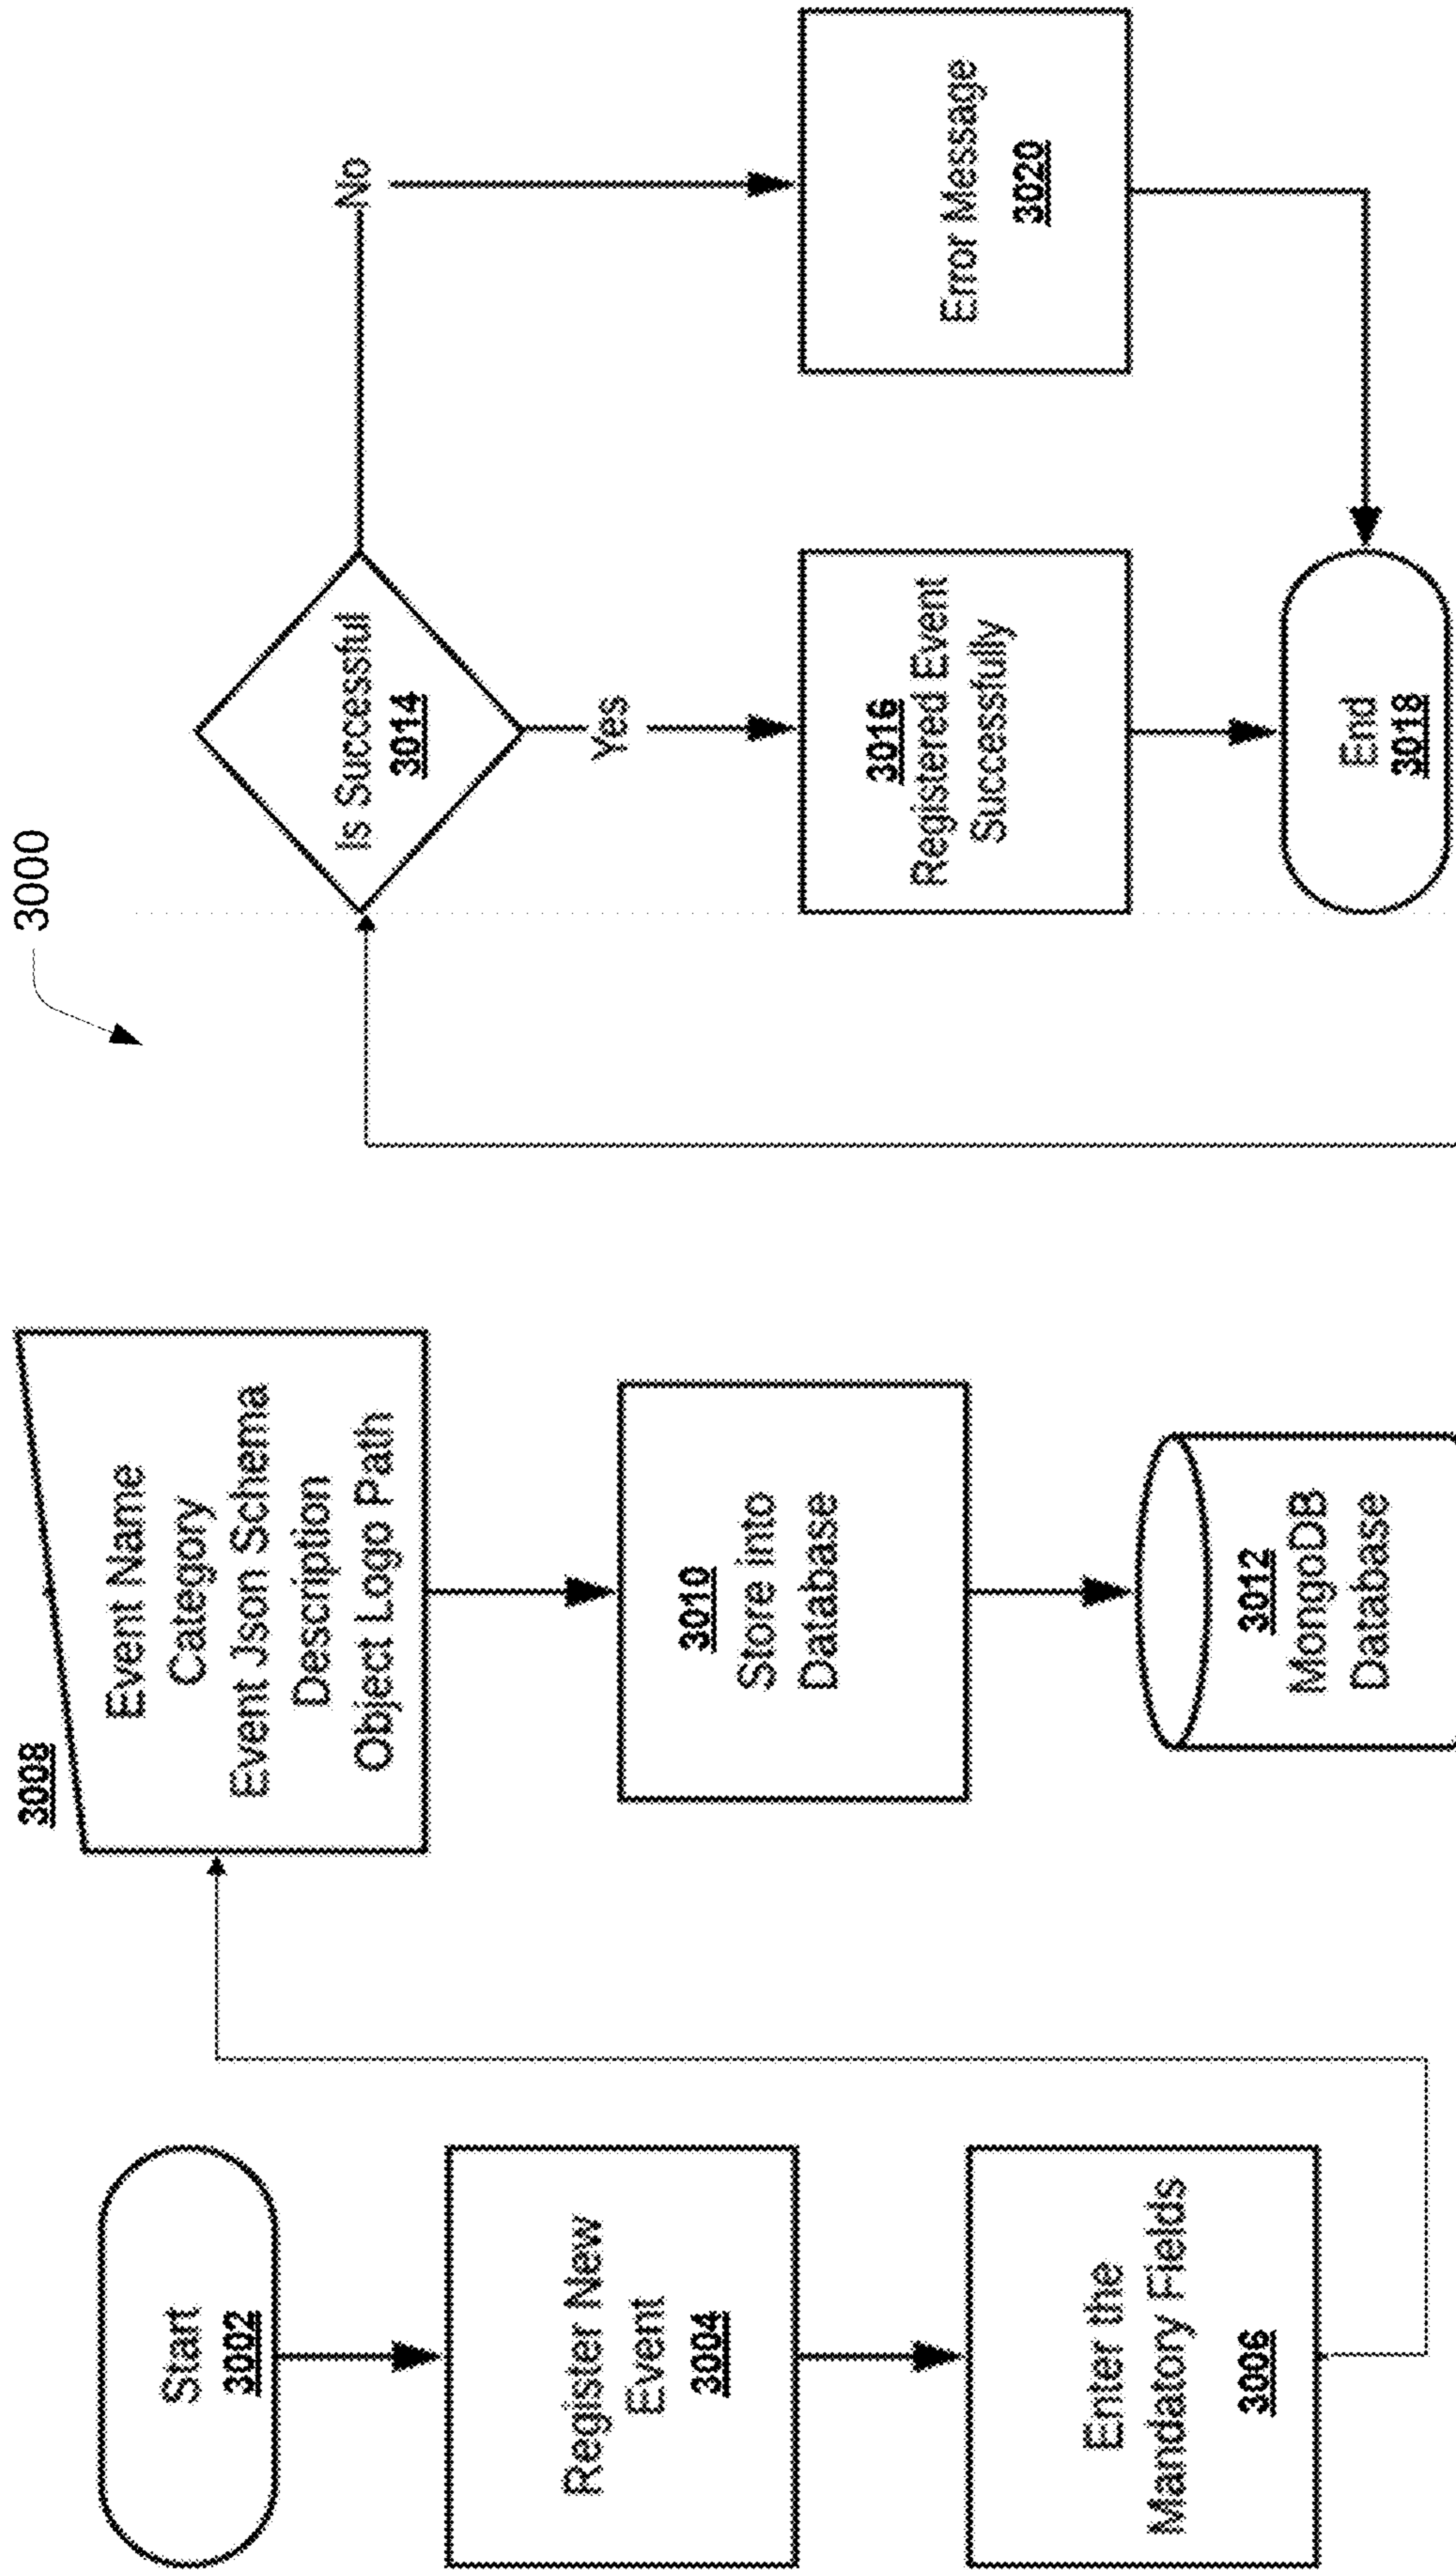 3000
Start
3002
Register New
Event
3004
Enter the
Mandatory Fields
3006
3008
Event Name
Category
Event Json Schema
Description
Object Logo Path
3010
Store into
Database
3012
MongoDB
Database
Is Successful
3014
Yes
No
3016
Registered Event
Successfully
Error Message
3020
End
3018